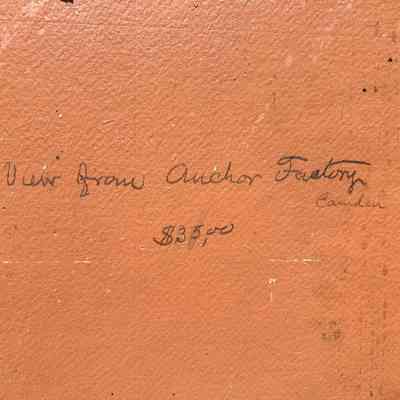 View from Anchor Factory
Camden
$35,00